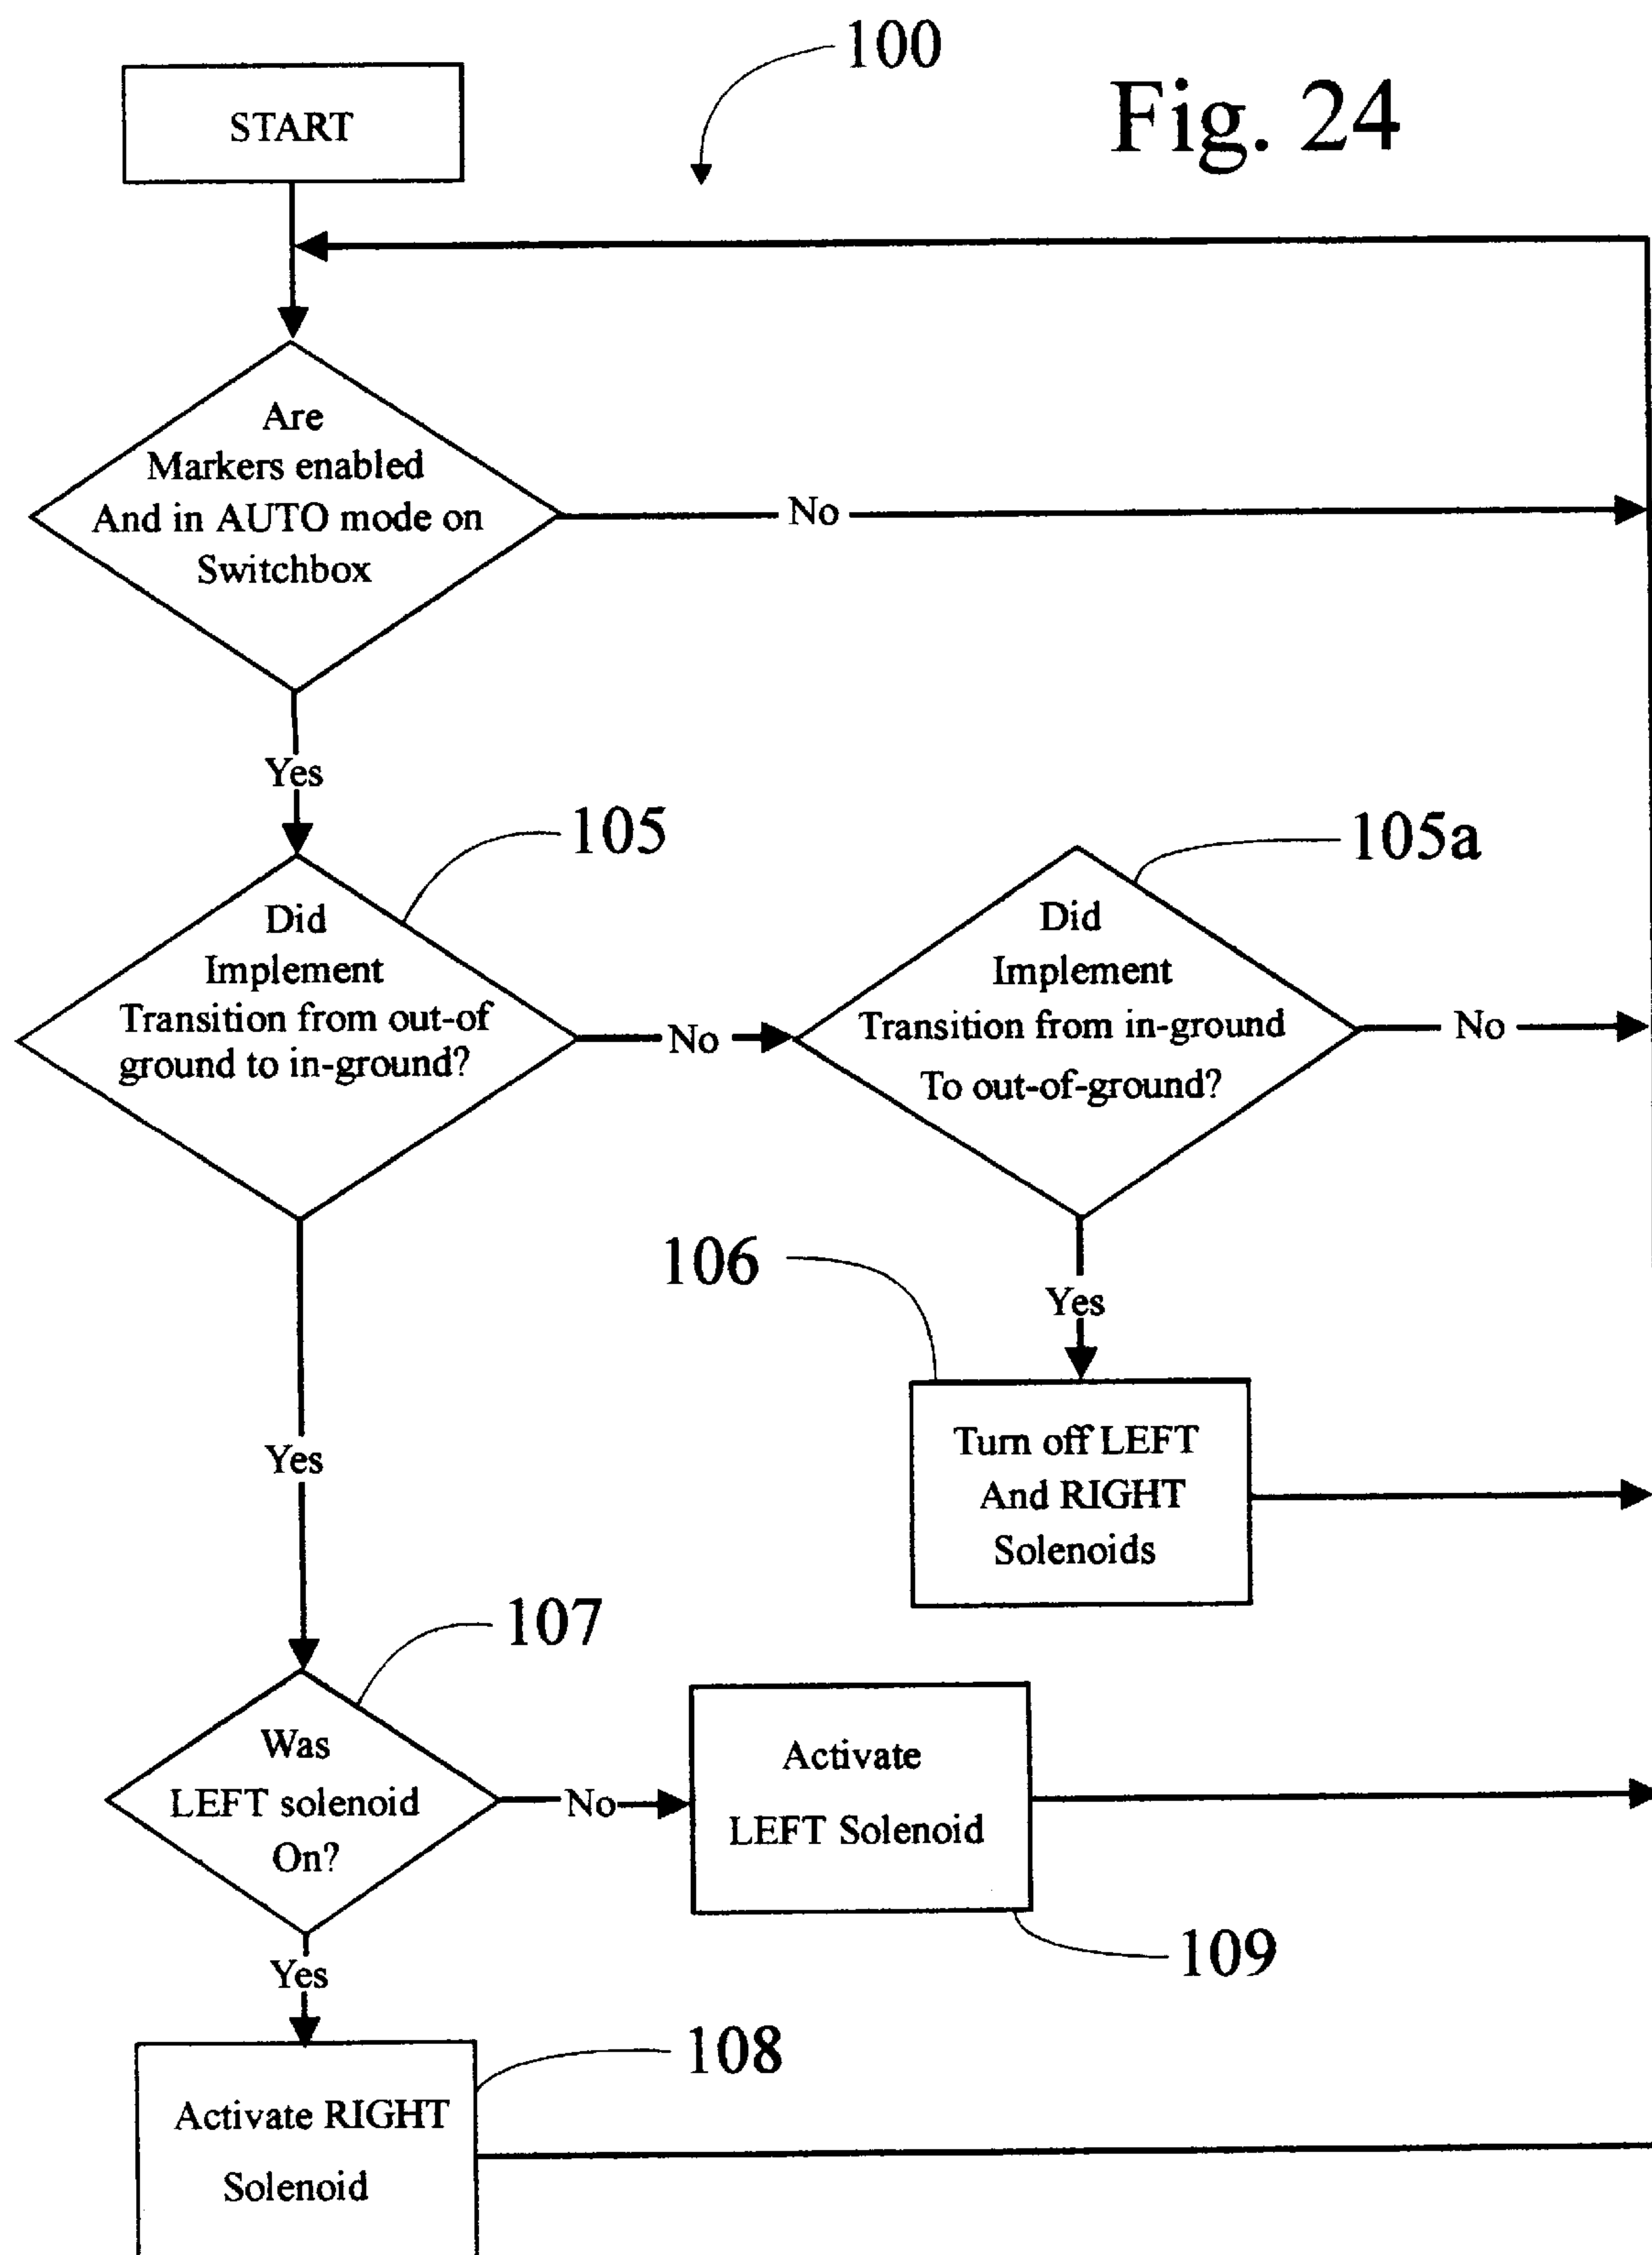 100
Fig. 24
START
Are
Markers enabled
And in AUTO mode on
Switchbox
No
Yes
105
Did
Implement
Transition from out-of
ground to in-ground?
No
105a
Did
Implement
Transition from in-ground
To out-of-ground?
No
Yes
106
Turn off LEFT
And RIGHT
Solenoids
Yes
107
Was
LEFT solenoid
On?
No
Activate
LEFT Solenoid
109
Yes
108
Activate RIGHT
Solenoid